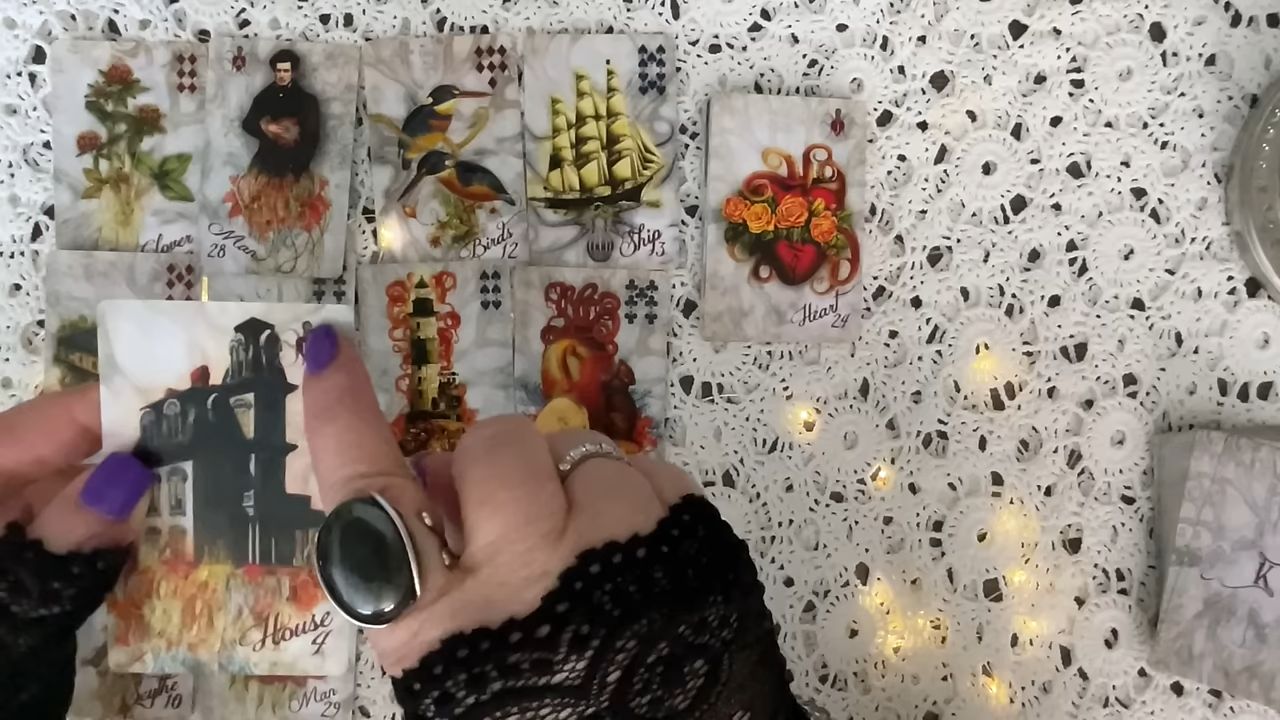 Clover
Man
28
Birds
12
Ship
3
Heart
24
House
4
Scythe
10
Man
29
K